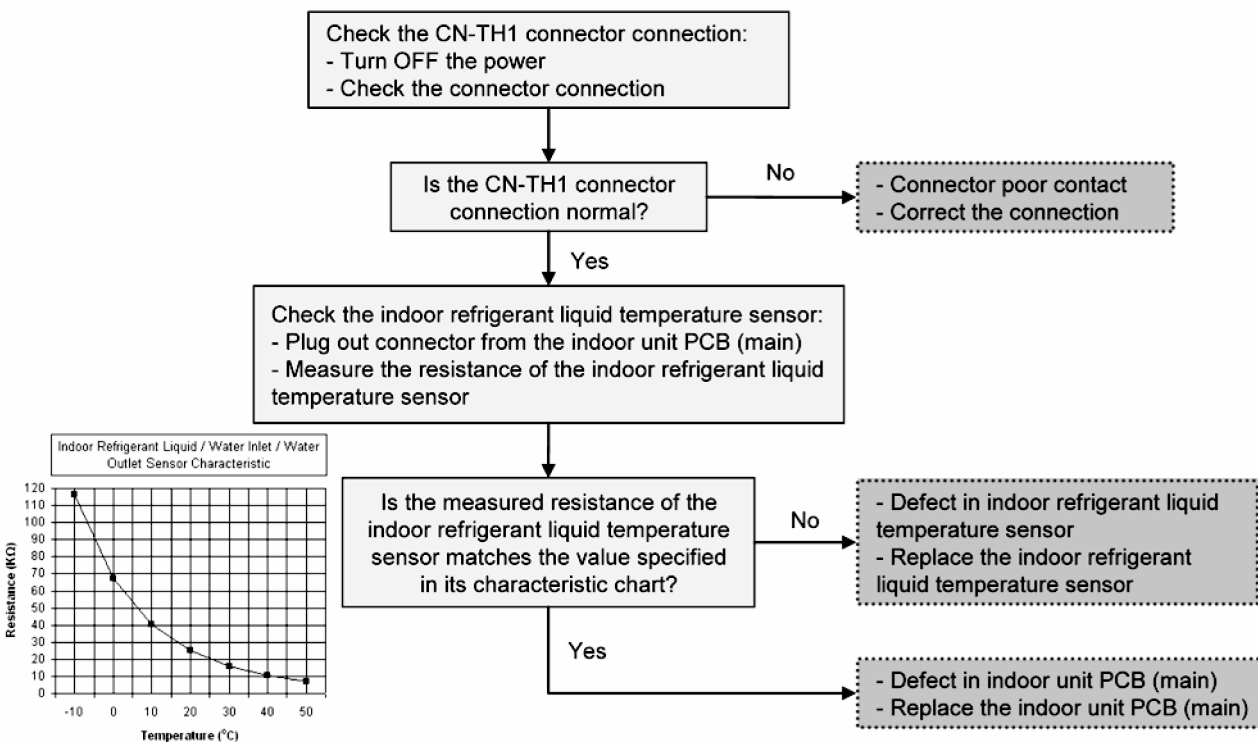 Check the CN-TH1 connector connection:
- Turn OFF the power
- Check the connector connection
Is the CN-TH1 connector
connection normal?
No
- Connector poor contact
- Correct the connection
Yes
Check the indoor refrigerant liquid temperature sensor:
- Plug out connector from the indoor unit PCB (main)
- Measure the resistance of the indoor refrigerant liquid
temperature sensor
Indoor Refrigerant Liquid / Water Inlet / Water
Outlet Sensor Characteristic
Resistance (KΩ)
120
110
100
90
80
70
60
50
40
30
20
10
0
-10 0 10 20 30 40 50
Temperature (⁰C)
Is the measured resistance of the
indoor refrigerant liquid temperature
sensor matches the value specified
in its characteristic chart?
No
- Defect in indoor refrigerant liquid
temperature sensor
- Replace the indoor refrigerant
liquid temperature sensor
Yes
- Defect in indoor unit PCB (main)
- Replace the indoor unit PCB (main)